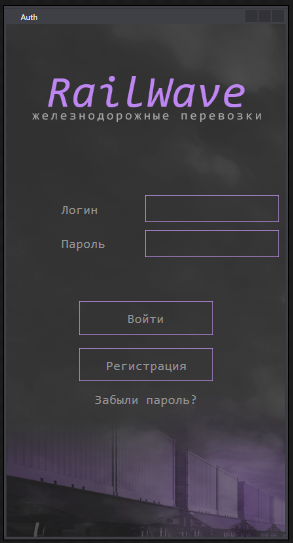 Auth
RailWave
железнодорожные перевозки
Логин
Пароль
Войти
Регистрация
Забыли пароль?